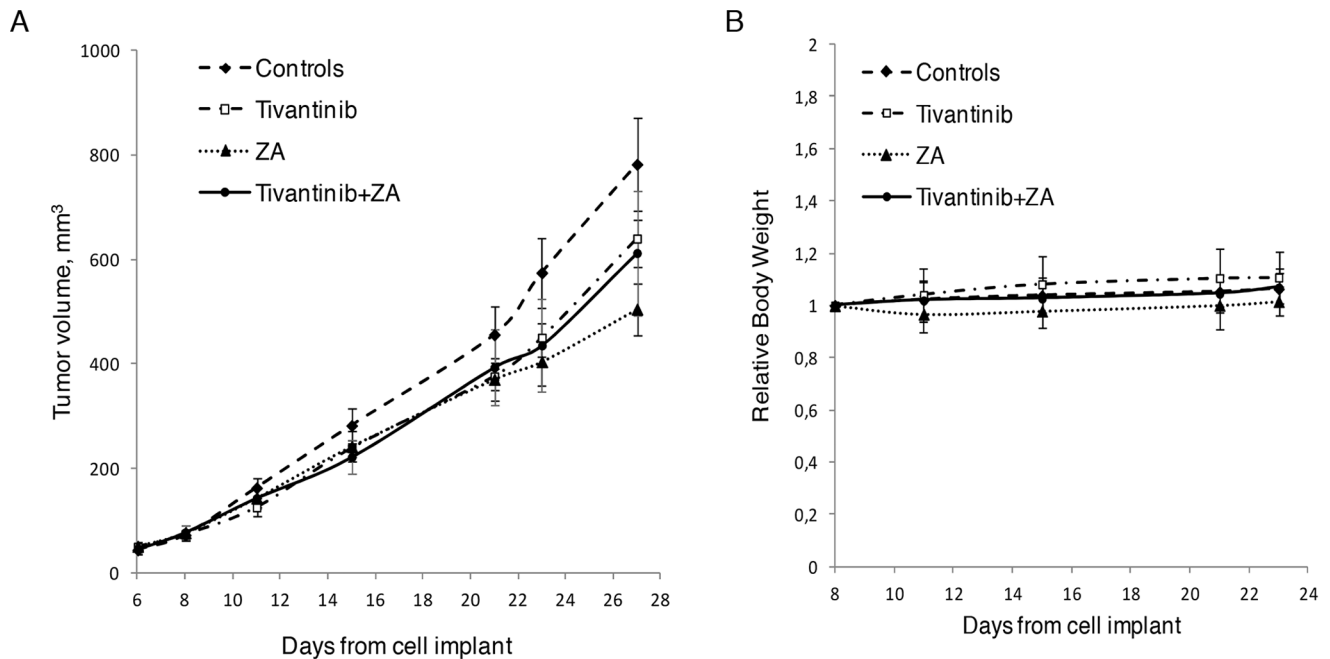 A
Tumor volume, mm³
1000
800
600
400
200
0
Controls
Tivantinib
ZA
Tivantinib+ZA
6 8 10 12 14 16 18 20 22 24 26 28
Days from cell implant
B
Relative Body Weight
2
1,8
1,6
1,4
1,2
1
0,8
0,6
0,4
0,2
0
Controls
Tivantinib
ZA
Tivantinib+ZA
8 10 12 14 16 18 20 22 24
Days from cell implant